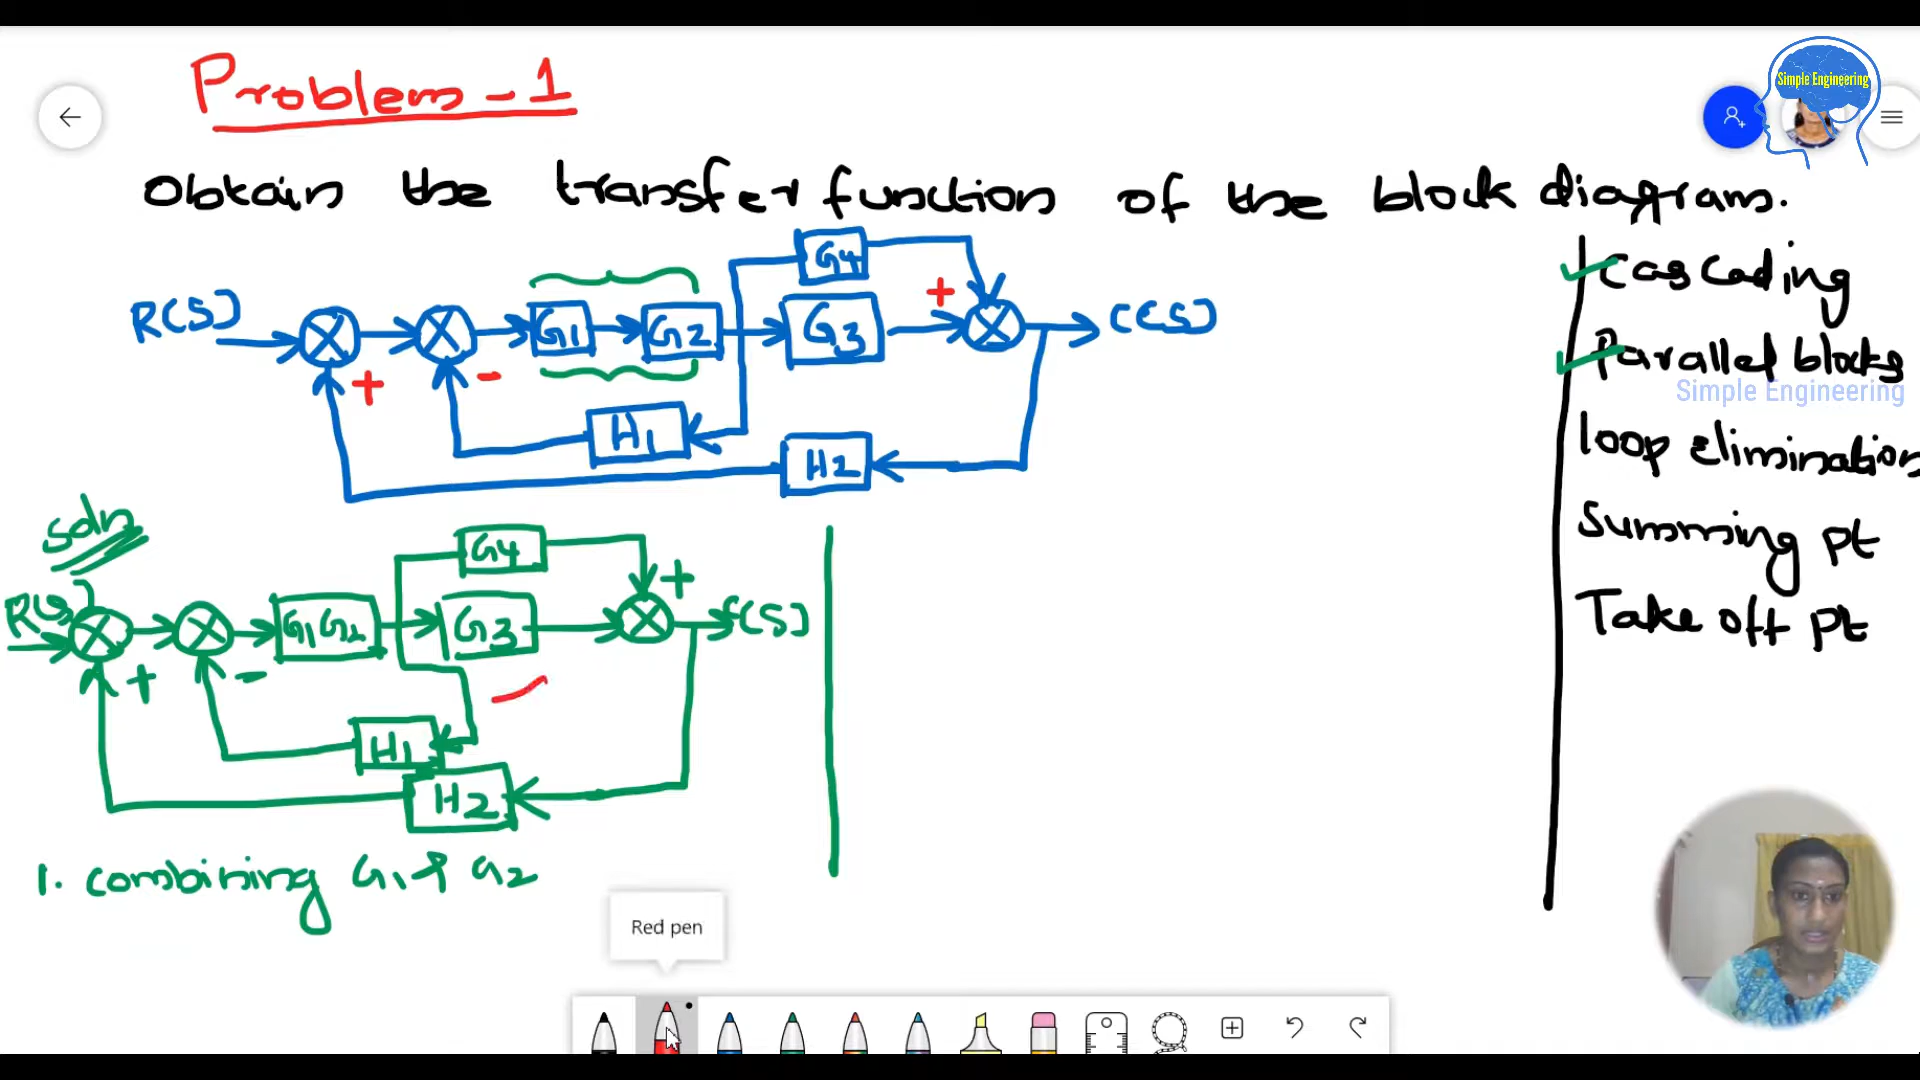 Problem - 1
Simple Engineering
Obtain the transfer function of the block diagram.
G4
R(S)
G1
G2
G3
+
C(S)
+
-
H1
H2
Cascading
Parallel blocks
Simple Engineering
loop elimination
Summing pt
Take off pt
Soln
G4
+
R(S)
G1G2
G3
C(S)
+
-
H1
H2
1. combining G1 & G2
Red pen